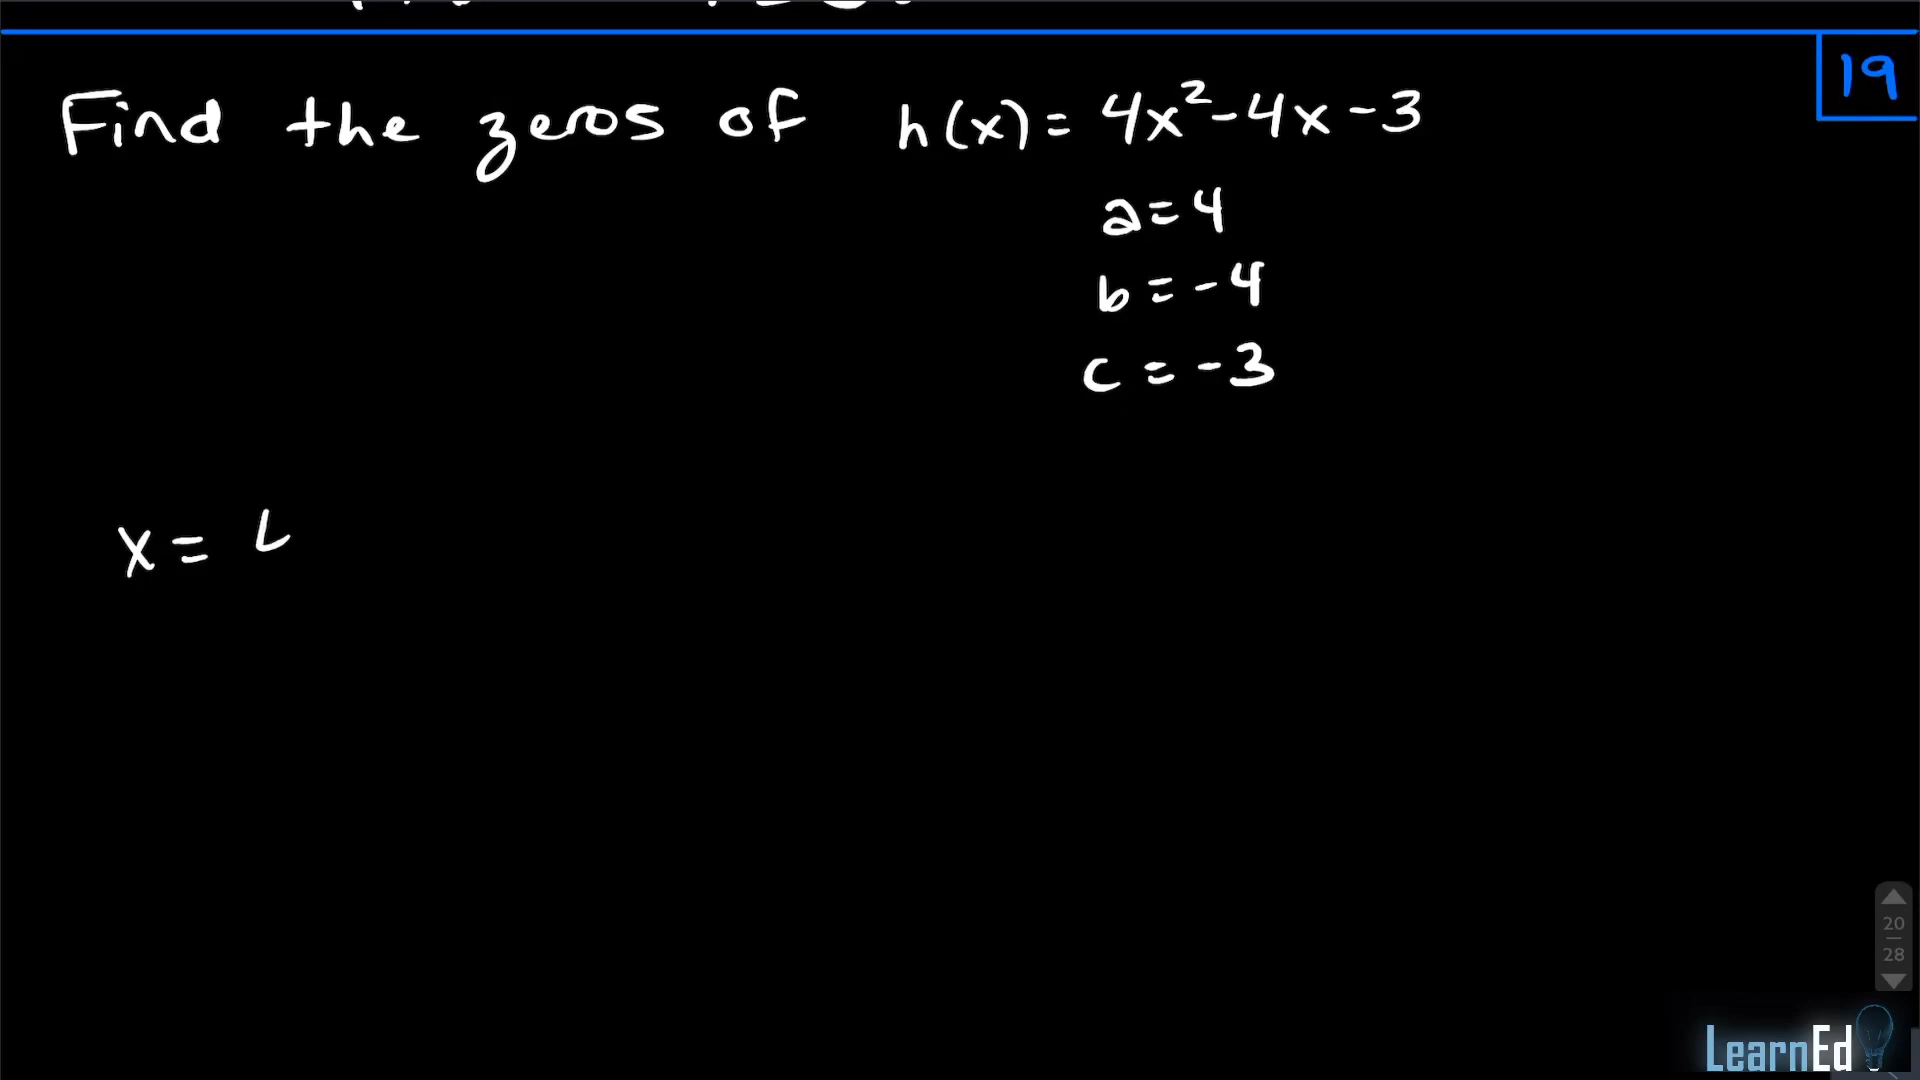 19
Find the zeros of h(x) = 4x² - 4x - 3
a = 4
b = -4
c = -3
x =
20
28
LearnEd